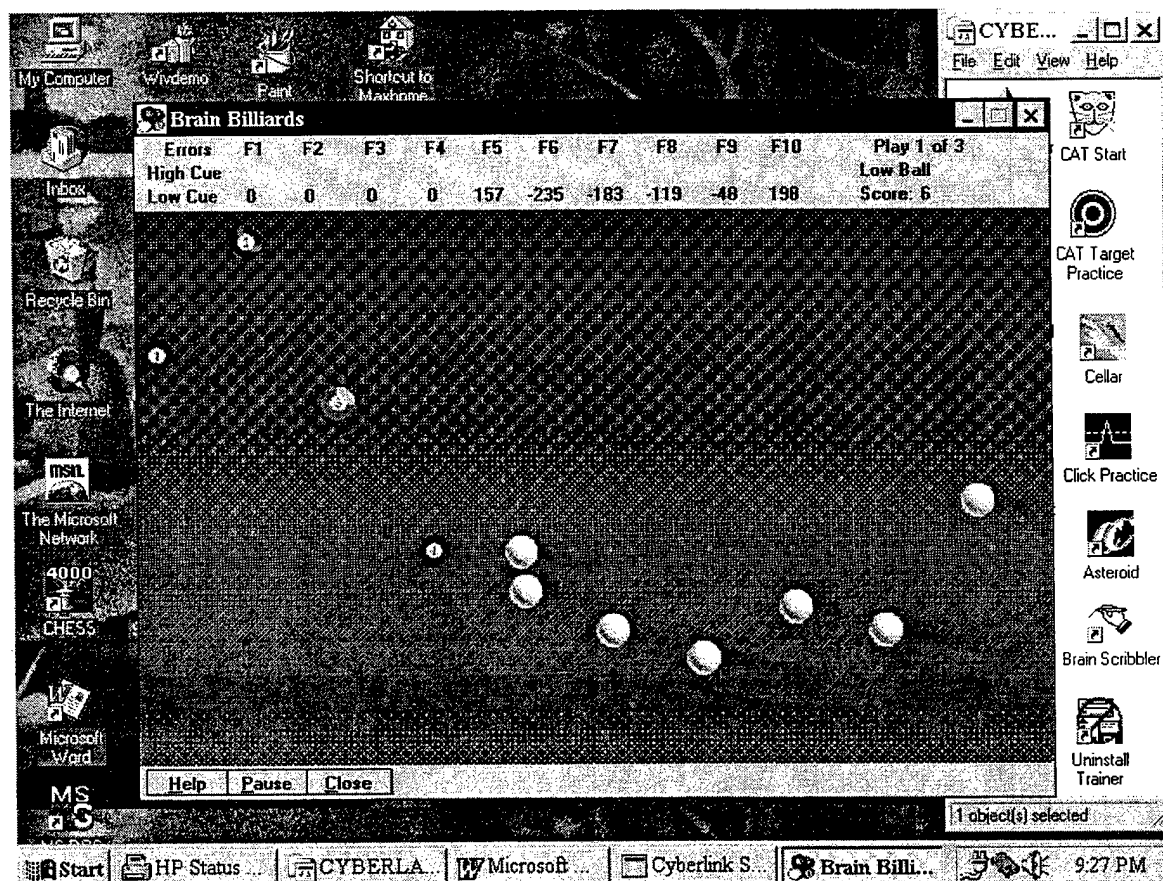 My Computer
Wivdemo
Paint
Shortcut to
Maxhome
CYBE...
File Edit View Help
Brain Billiards
Errors F1 F2 F3 F4 F5 F6 F7 F8 F9 F10 Play 1 of 3
High Cue Low Ball
Low Cue 0 0 0 0 157 -235 -183 -119 -48 198 Score: 6
Inbox
Recycle Bin
The Internet
msn.
The Microsoft
Network
4000
CHESS
Microsoft
Word
MS
CAT Start
CAT Target
Practice
Cellar
Click Practice
Asteroid
Brain Scribbler
Uninstall
Trainer
Help Pause Close
1 object(s) selected
Start HP Status ... CYBERLA... Microsoft ... Cyberlink S... Brain Billi... 9:27 PM